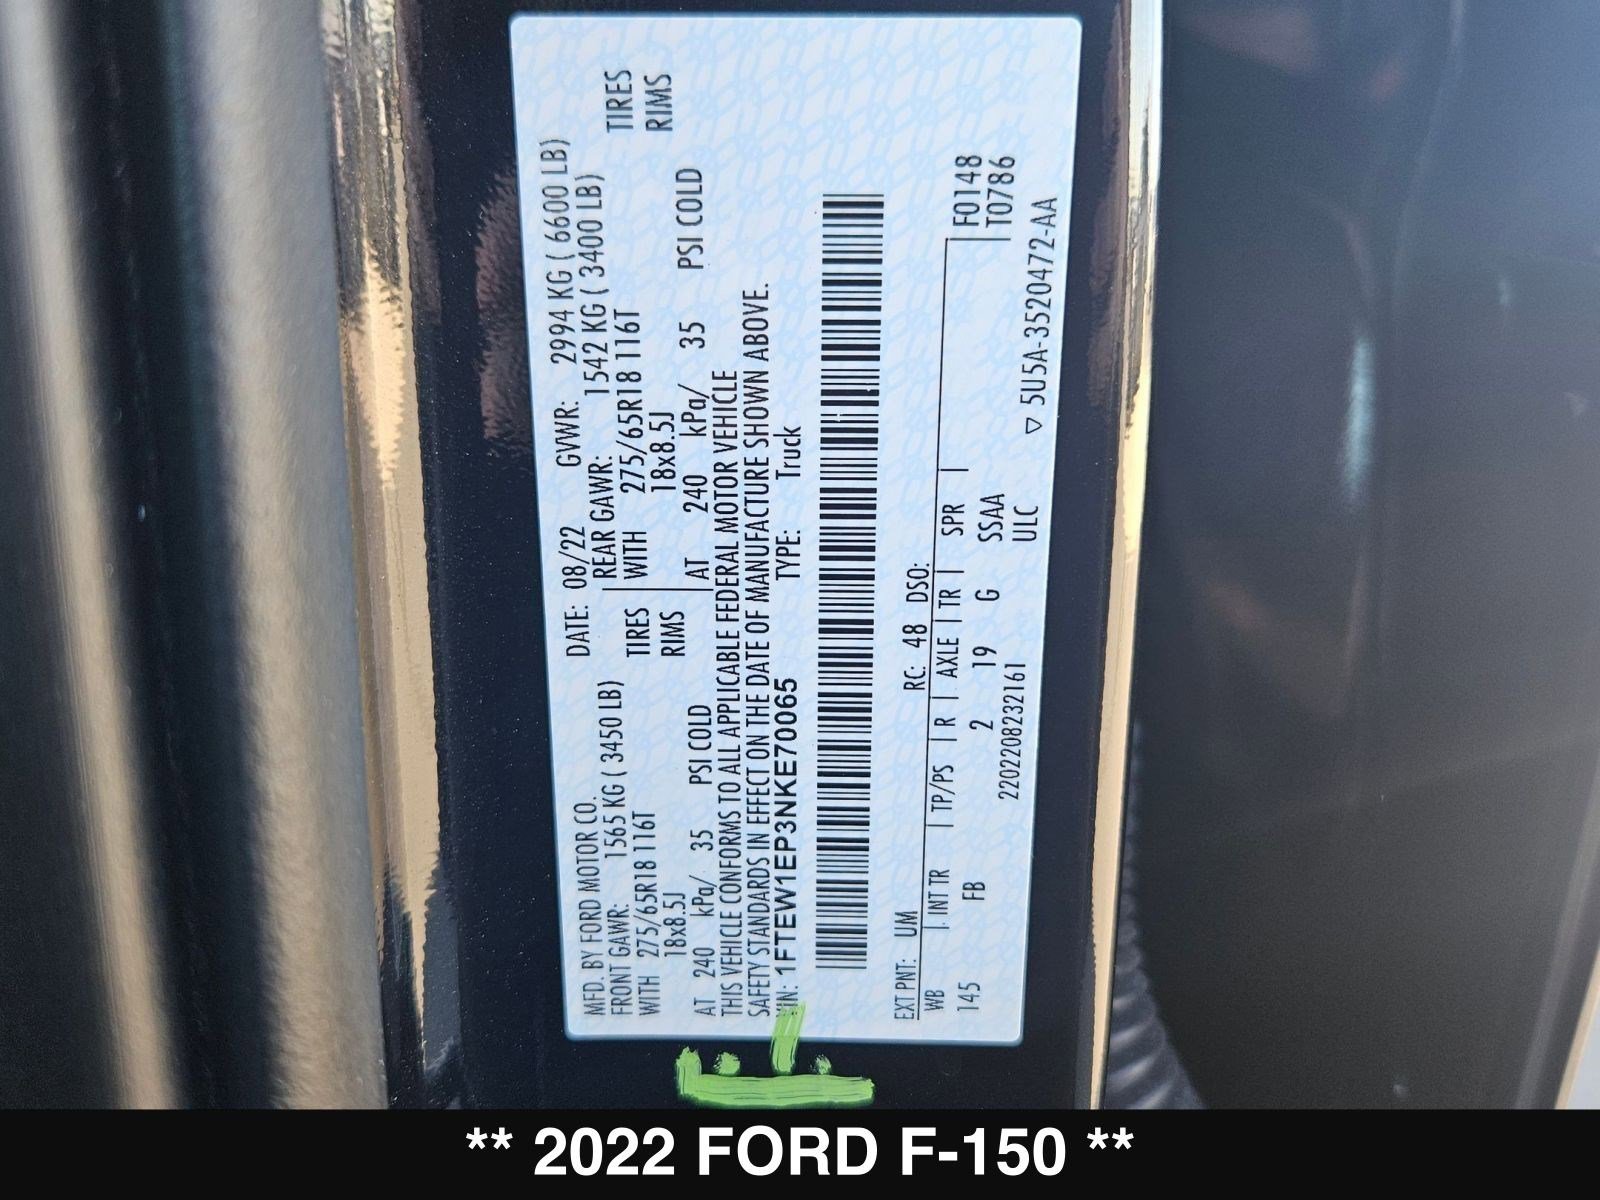 MFD. BY FORD MOTOR CO. DATE: 08/22 GVWR: 2994 KG ( 6600 LB)
FRONT GAWR: 1565 KG ( 3450 LB) REAR GAWR: 1542 KG ( 3400 LB)
WITH 275/65R18 116T TIRES WITH 275/65R18 116T TIRES
18x8.5J RIMS 18x8.5J RIMS
AT 240 kPa/ 35 PSI COLD AT 240 kPa/ 35 PSI COLD
THIS VEHICLE CONFORMS TO ALL APPLICABLE FEDERAL MOTOR VEHICLE
SAFETY STANDARDS IN EFFECT ON THE DATE OF MANUFACTURE SHOWN ABOVE.
VIN: 1FTEW1EP3NKE70065 TYPE: Truck
EXT PNT: UM RC: 48 DSO:
WB | INT TR | TP/PS | R | AXLE | TR | SPR | F0148
145 FB 2 19 G SSAA T0786
2202208232161 ULC
▽ 5U5A-3520472-AA
** 2022 FORD F-150 **